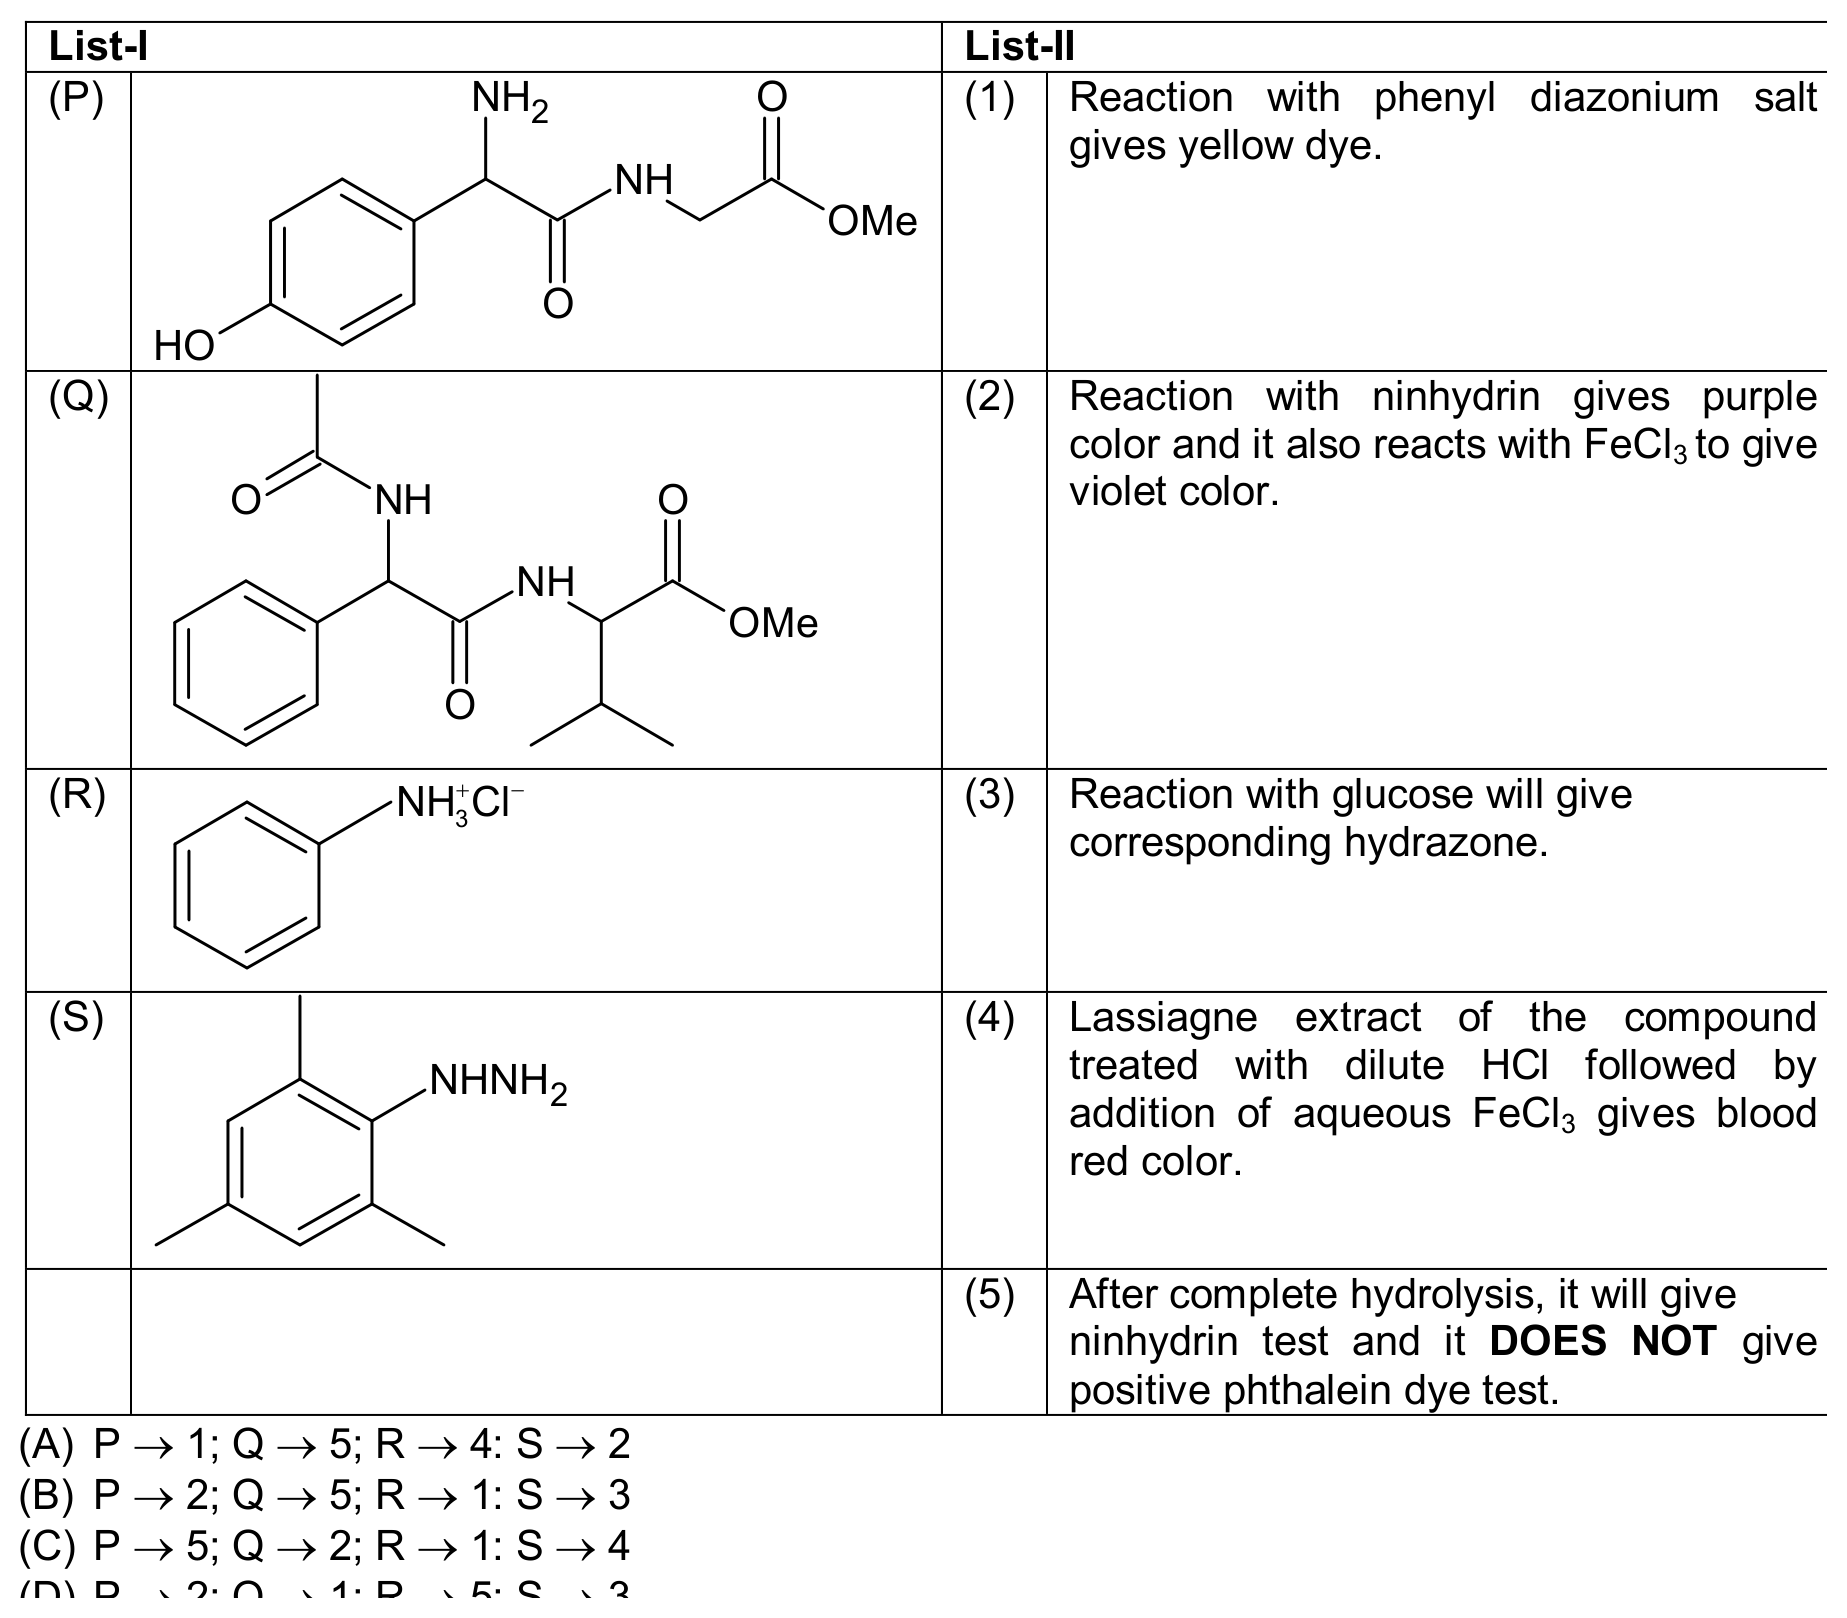 List-I List-II
(P) NH2 O NH OMe O HO (1) Reaction with phenyl diazonium salt
gives yellow dye.
(Q) O NH O NH OMe O (2) Reaction with ninhydrin gives purple
color and it also reacts with FeCl3 to give
violet color.
(R) NH3+Cl− (3) Reaction with glucose will give
corresponding hydrazone.
(S) NHNH2 (4) Lassiagne extract of the compound
treated with dilute HCl followed by
addition of aqueous FeCl3 gives blood
red color.
(5) After complete hydrolysis, it will give
ninhydrin test and it DOES NOT give
positive phthalein dye test.
(A) P → 1; Q → 5; R → 4: S → 2
(B) P → 2; Q → 5; R → 1: S → 3
(C) P → 5; Q → 2; R → 1: S → 4
(D) P → 2; Q → 1; R → 5; S → 3